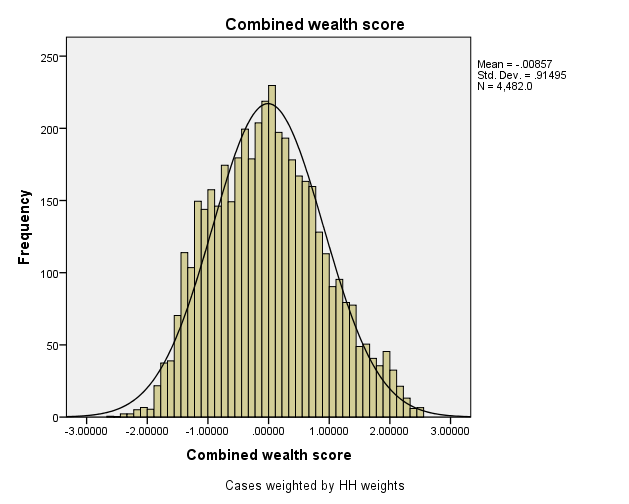 Combined wealth score
Mean = -.00857
Std. Dev. = .91495
N = 4,482.0
250
200
150
100
50
0
Frequency
-3.00000 -2.00000 -1.00000 .00000 1.00000 2.00000 3.00000
Combined wealth score
Cases weighted by HH weights